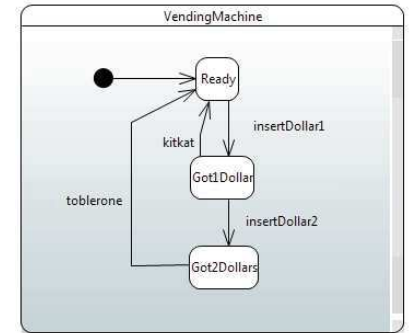 VendingMachine
Ready
insertDollar1
kitkat
Got1Dollar
toblerone
insertDollar2
Got2Dollars